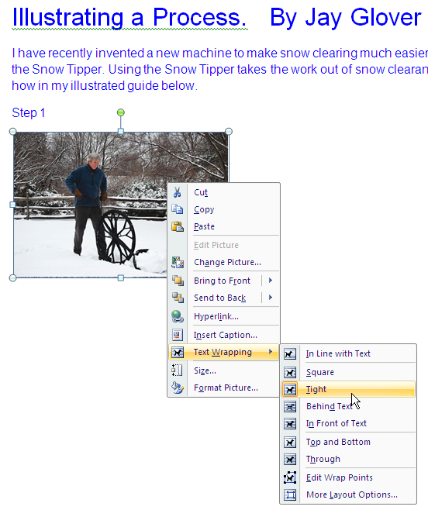 Illustrating a Process. By Jay Glover
I have recently invented a new machine to make snow clearing much easier
the Snow Tipper. Using the Snow Tipper takes the work out of snow clearan
how in my illustrated guide below.
Step 1
Cut
Copy
Paste
Edit Picture
Change Picture...
Bring to Front
Send to Back
Hyperlink...
Insert Caption...
Text Wrapping
Size...
Format Picture...
In Line with Text
Square
Tight
Behind Text
In Front of Text
Top and Bottom
Through
Edit Wrap Points
More Layout Options...